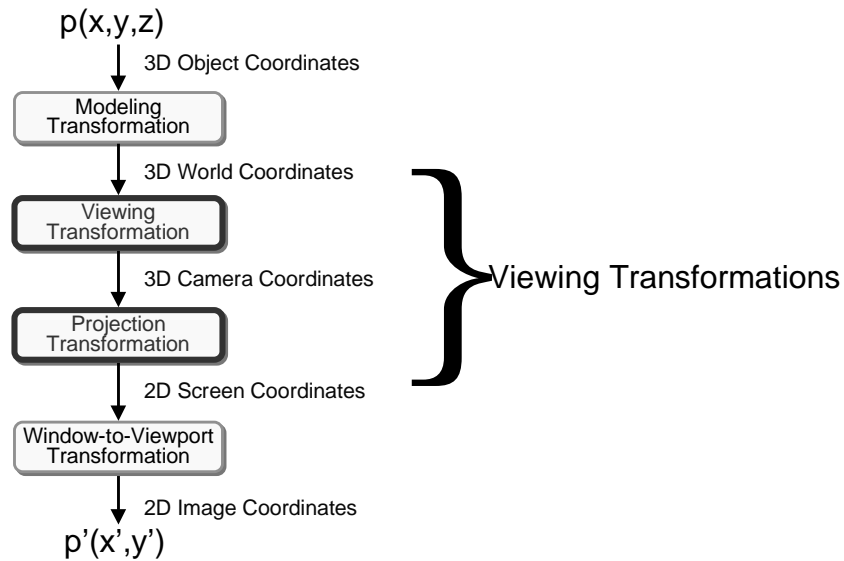 p(x,y,z)
3D Object Coordinates
Modeling
Transformation
3D World Coordinates
Viewing
Transformation
3D Camera Coordinates
Viewing Transformations
Projection
Transformation
2D Screen Coordinates
Window-to-Viewport
Transformation
2D Image Coordinates
p’(x’,y’)